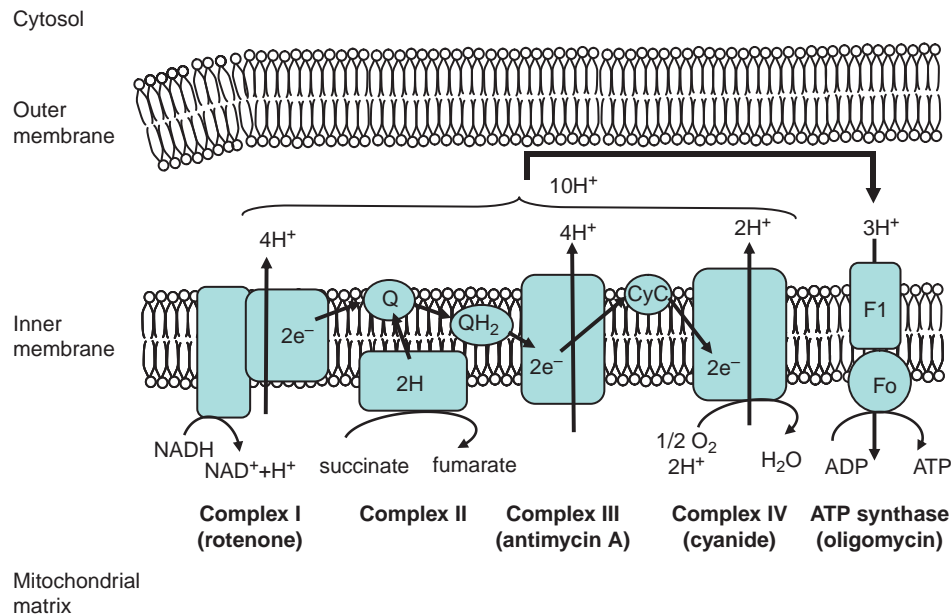 Cytosol
Outer
membrane
10H⁺
4H⁺
4H⁺
2H⁺
3H⁺
Inner
membrane
2e⁻
Q
QH₂
2H
2e⁻
CyC
2e⁻
F1
Fo
NADH
NAD⁺+H⁺
succinate
fumarate
1/2 O₂
2H⁺
H₂O
ADP
ATP
Complex I
(rotenone)
Complex II
Complex III
(antimycin A)
Complex IV
(cyanide)
ATP synthase
(oligomycin)
Mitochondrial
matrix